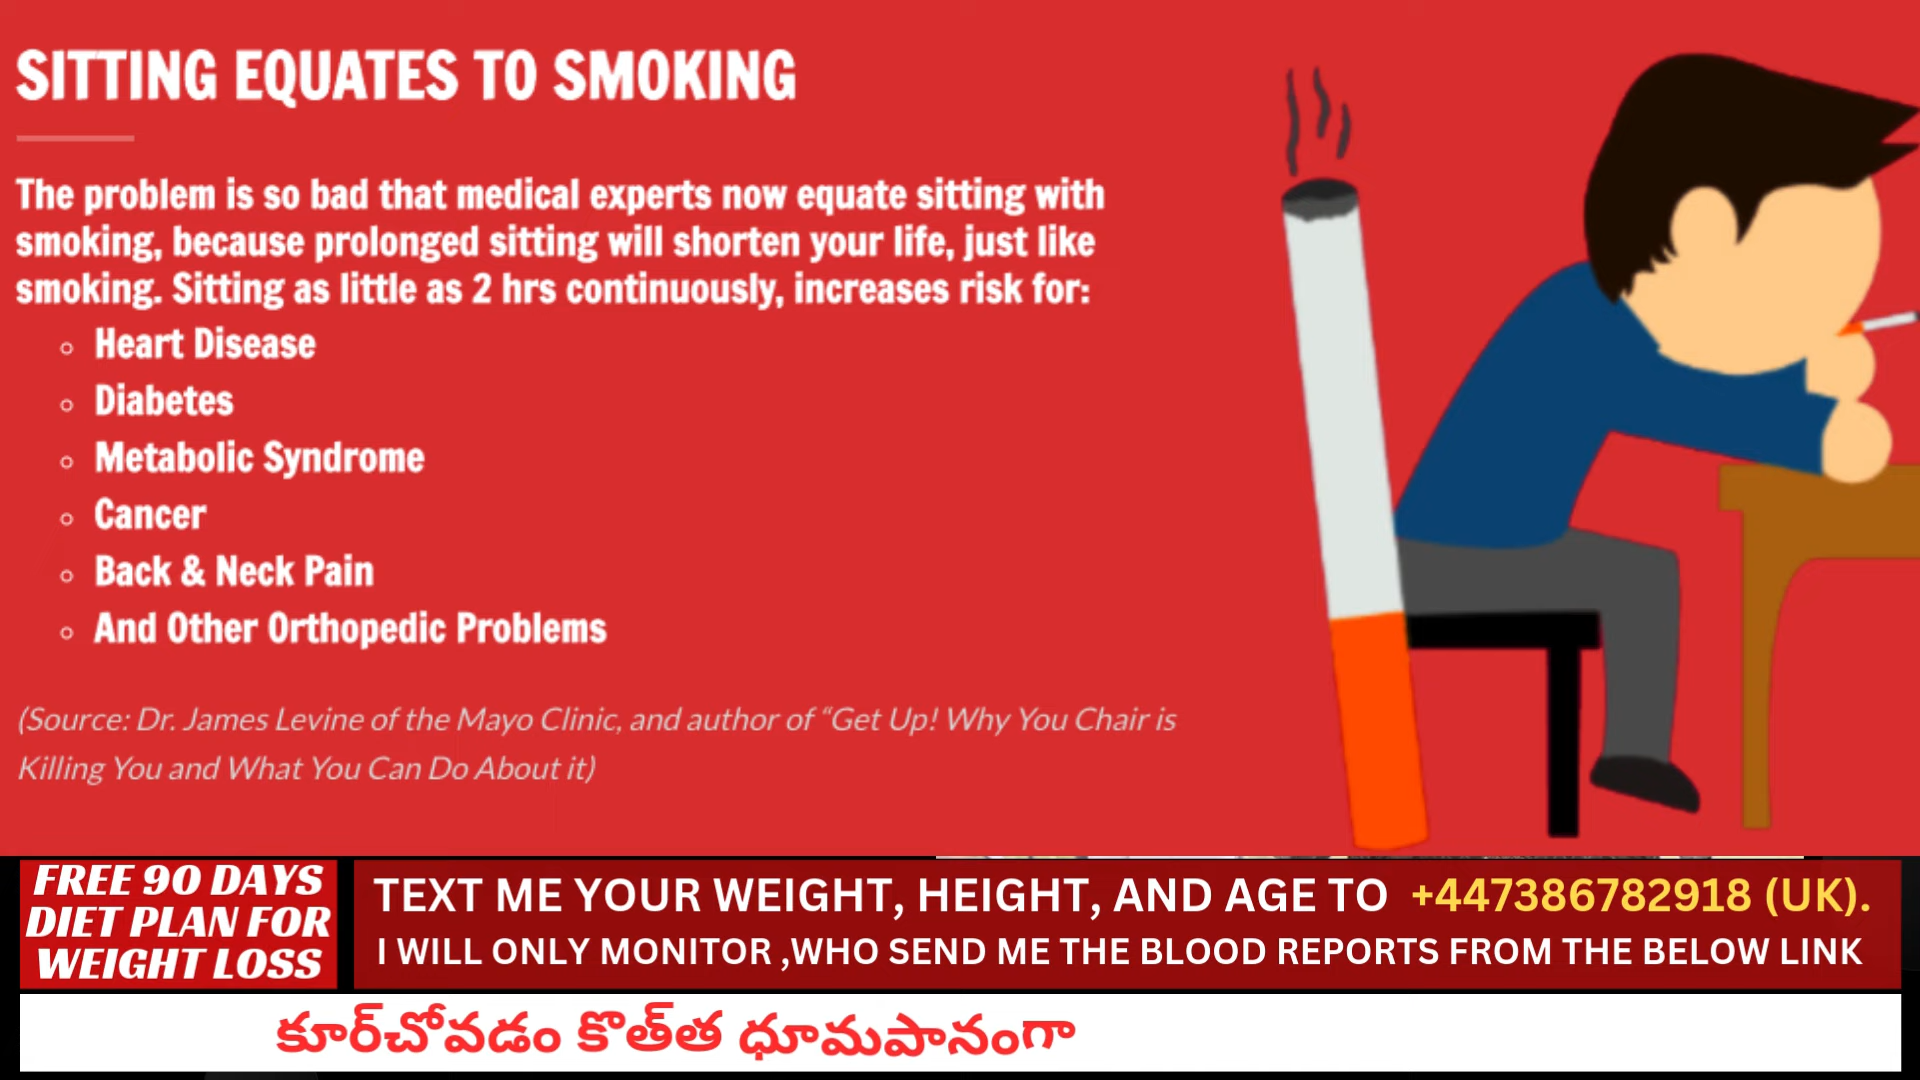 SITTING EQUATES TO SMOKING
The problem is so bad that medical experts now equate sitting with
smoking, because prolonged sitting will shorten your life, just like
smoking. Sitting as little as 2 hrs continuously, increases risk for:
Heart Disease
Diabetes
Metabolic Syndrome
Cancer
Back & Neck Pain
And Other Orthopedic Problems
(Source: Dr. James Levine of the Mayo Clinic, and author of “Get Up! Why You Chair is
Killing You and What You Can Do About it)
FREE 90 DAYS
DIET PLAN FOR
WEIGHT LOSS
TEXT ME YOUR WEIGHT, HEIGHT, AND AGE TO +447386782918 (UK).
I WILL ONLY MONITOR ,WHO SEND ME THE BLOOD REPORTS FROM THE BELOW LINK
కూర్‌చోవడం కొత్‌త ధూమపానంగా